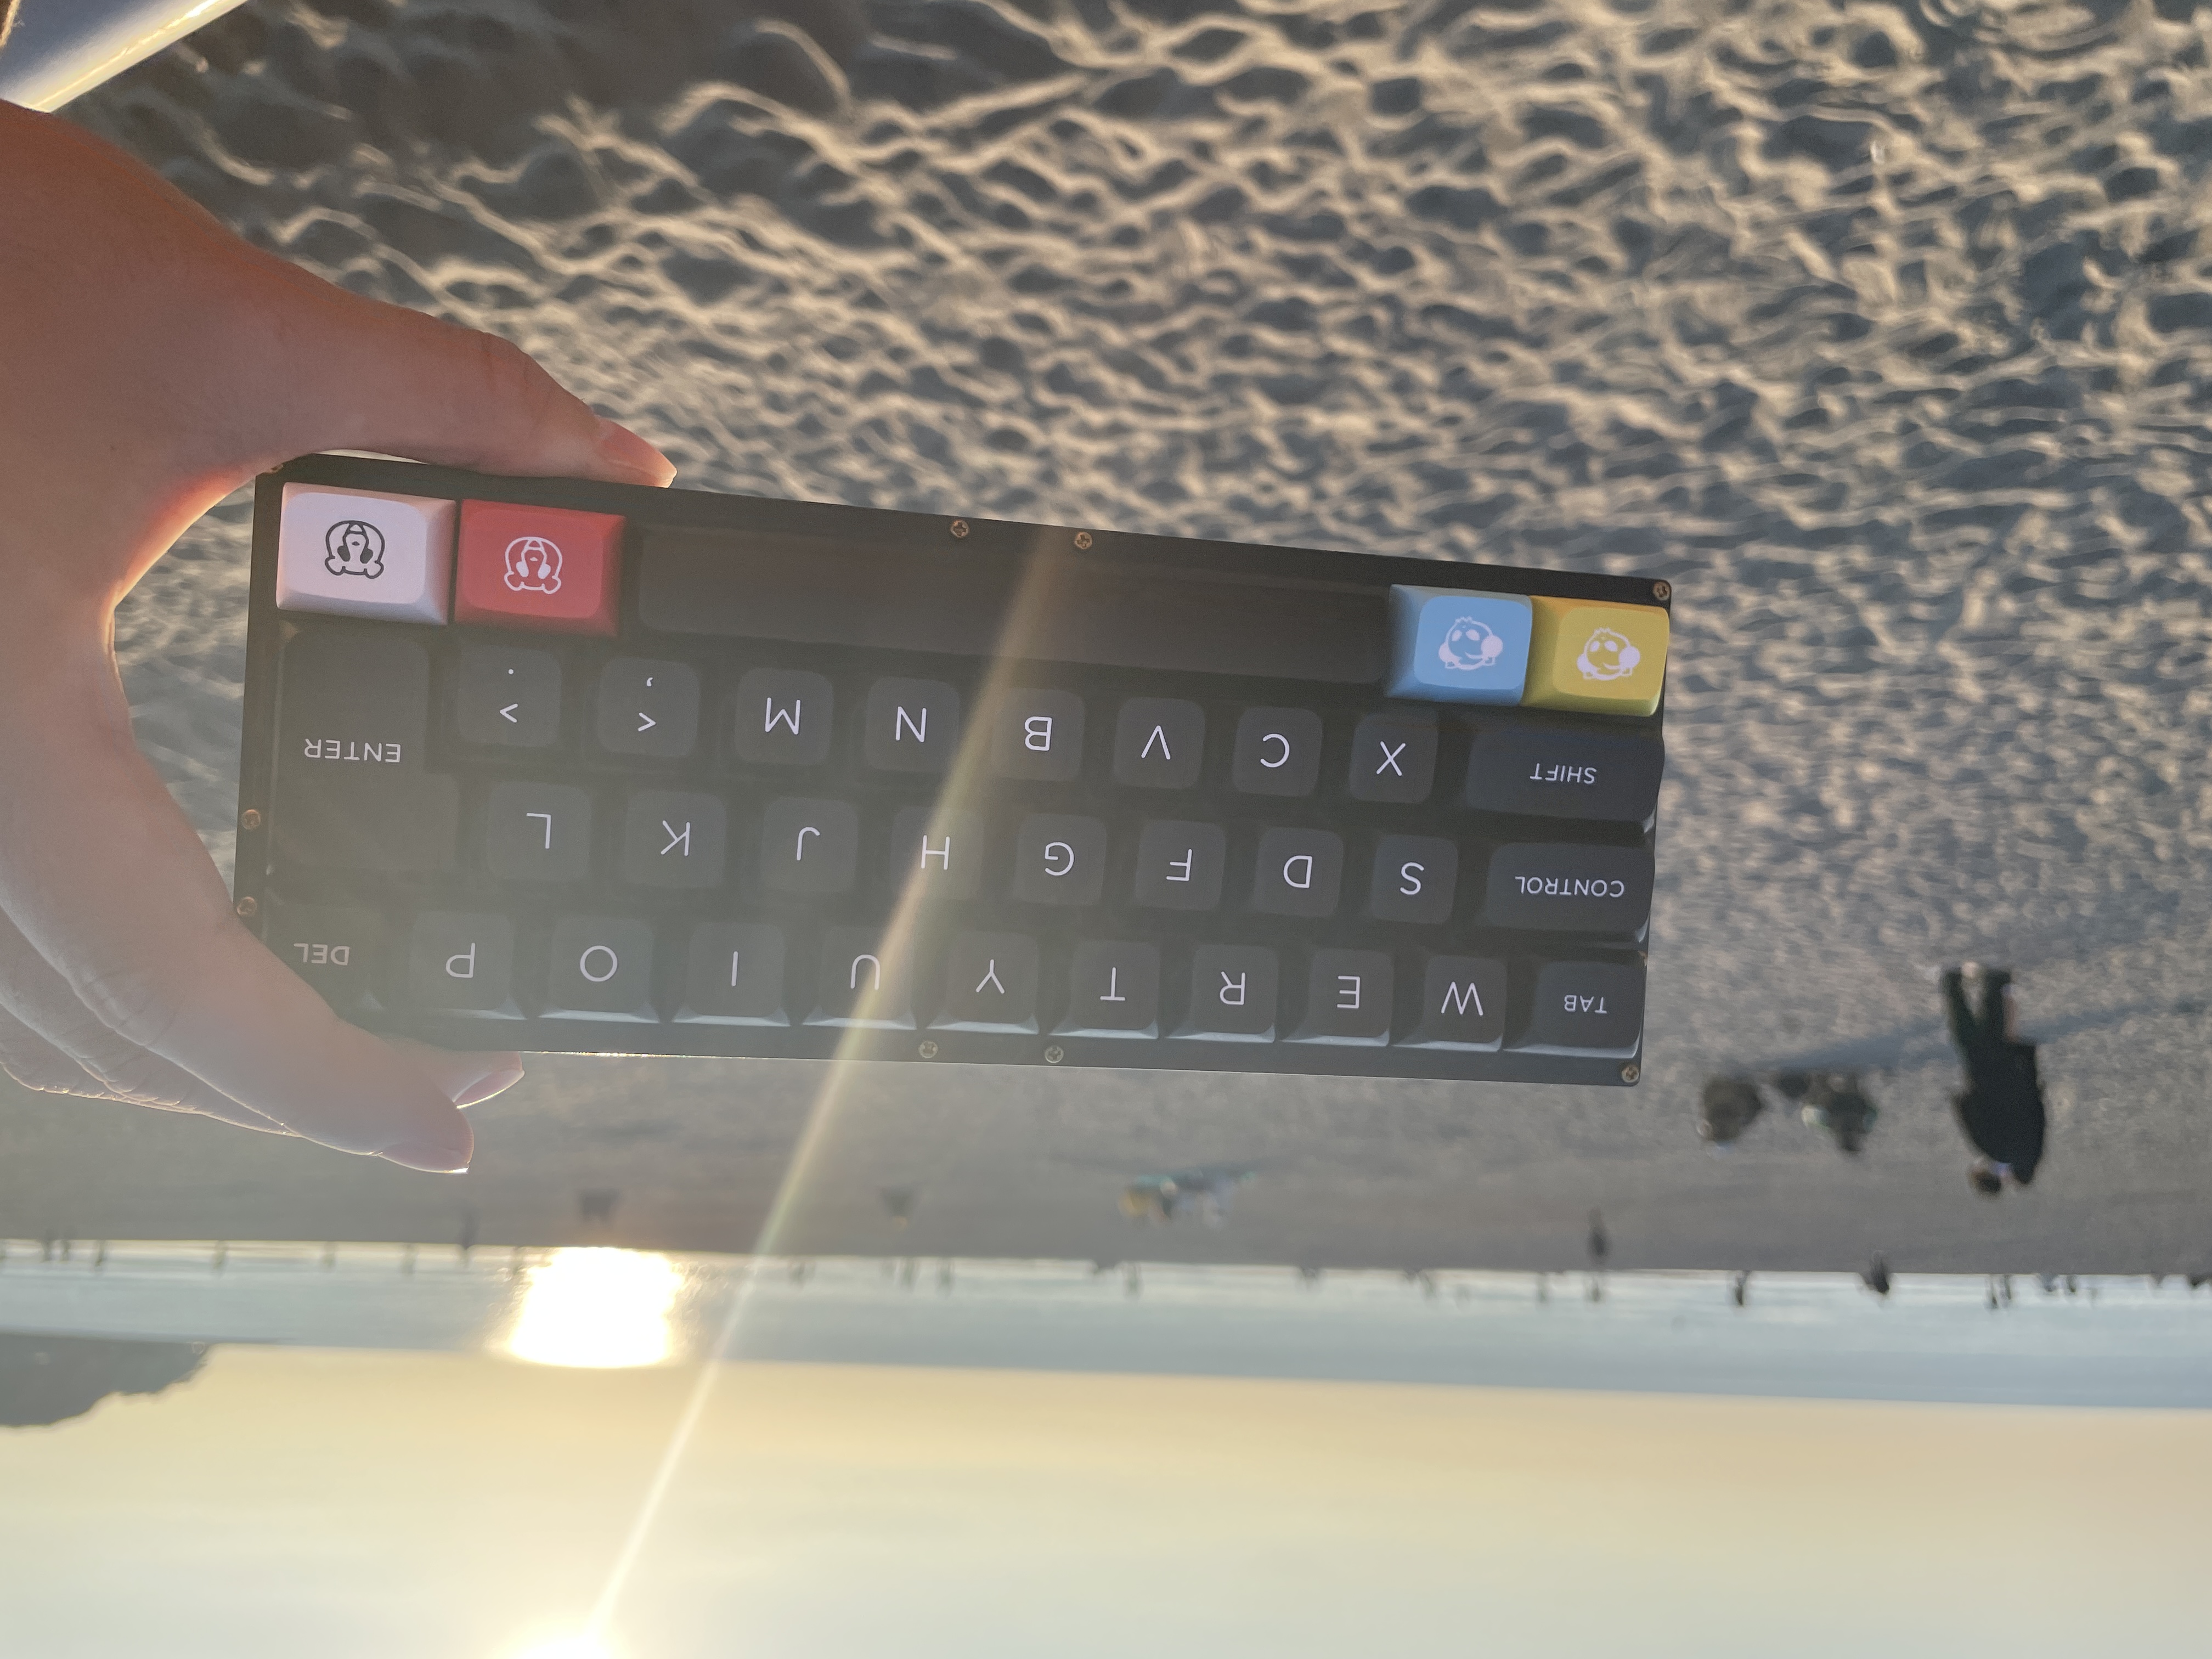 TAB W E R T Y U I O P DEL
CONTROL S D F G H J K L
SHIFT X C V B N M < , > . ENTER